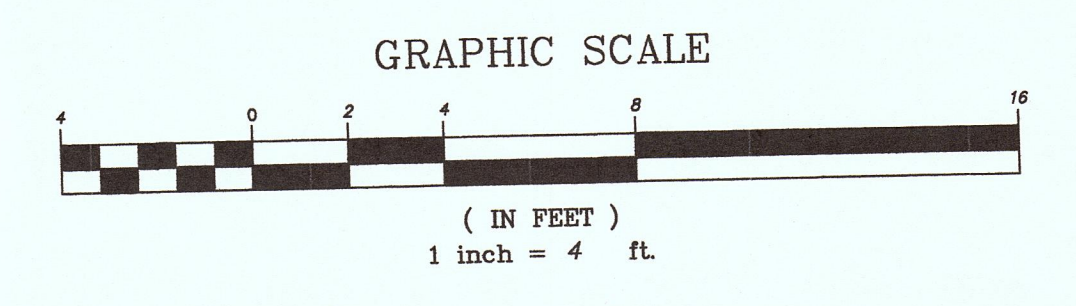 GRAPHIC SCALE
4 0 2 4 8 16
( IN FEET )
1 inch = 4 ft.